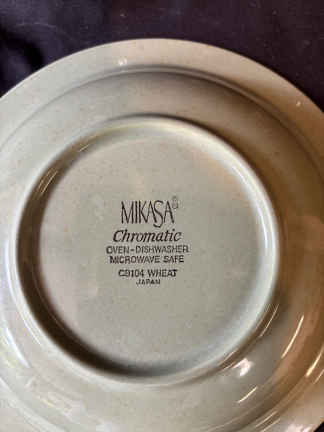 MIKASA®
Chromatic
OVEN-DISHWASHER
MICROWAVE SAFE
C9104 WHEAT
JAPAN